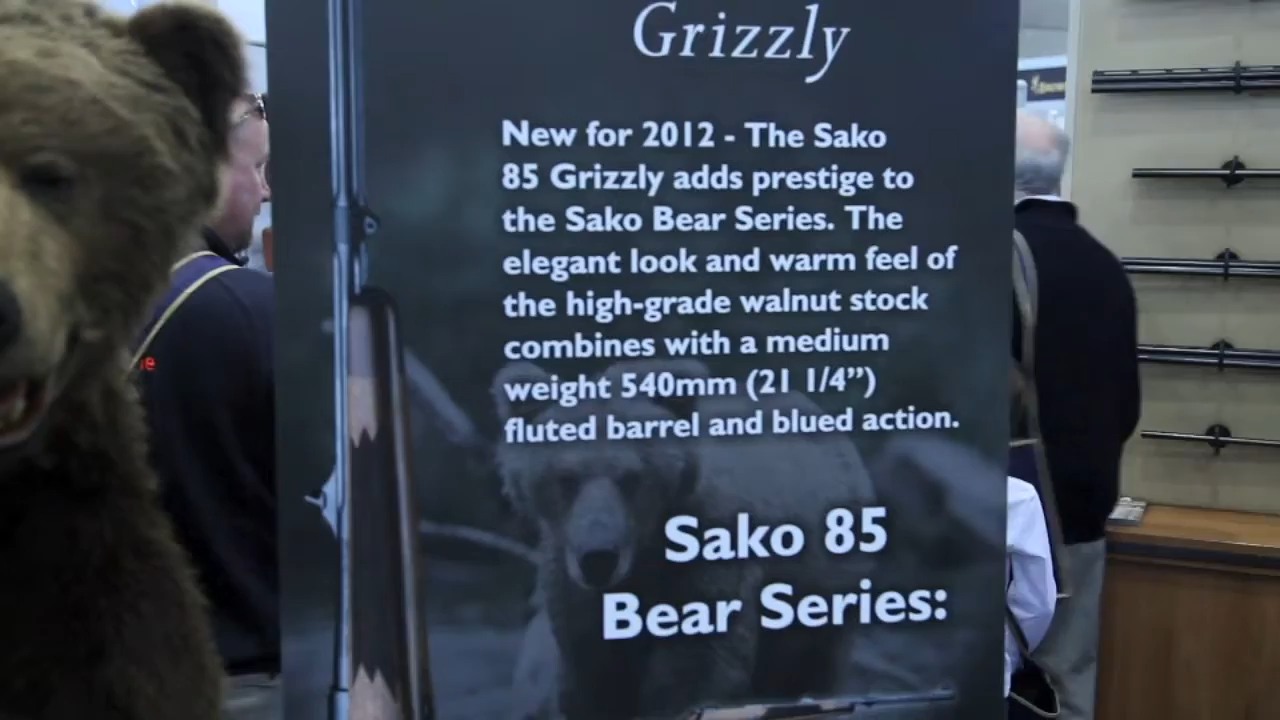 Grizzly
New for 2012 - The Sako
85 Grizzly adds prestige to
the Sako Bear Series. The
elegant look and warm feel of
the high-grade walnut stock
combines with a medium
weight 540mm (21 1/4”)
fluted barrel and blued action.
Sako 85
Bear Series: